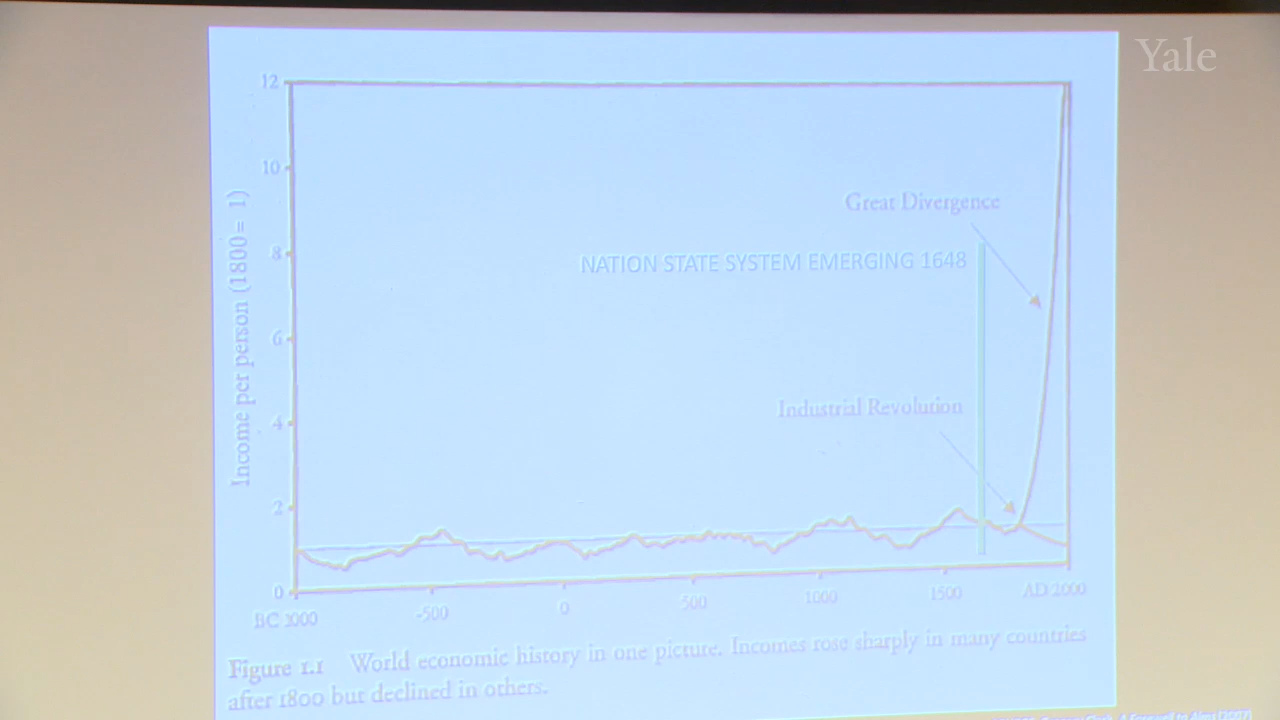 Yale
12
10
8
6
4
2
0
Income per person (1800 = 1)
Great Divergence
NATION STATE SYSTEM EMERGING 1648
Industrial Revolution
BC 1000
-500
0
500
1000
1500
AD 2000
Figure 1.1 World economic history in one picture. Incomes rose sharply in many countries
after 1800 but declined in others.